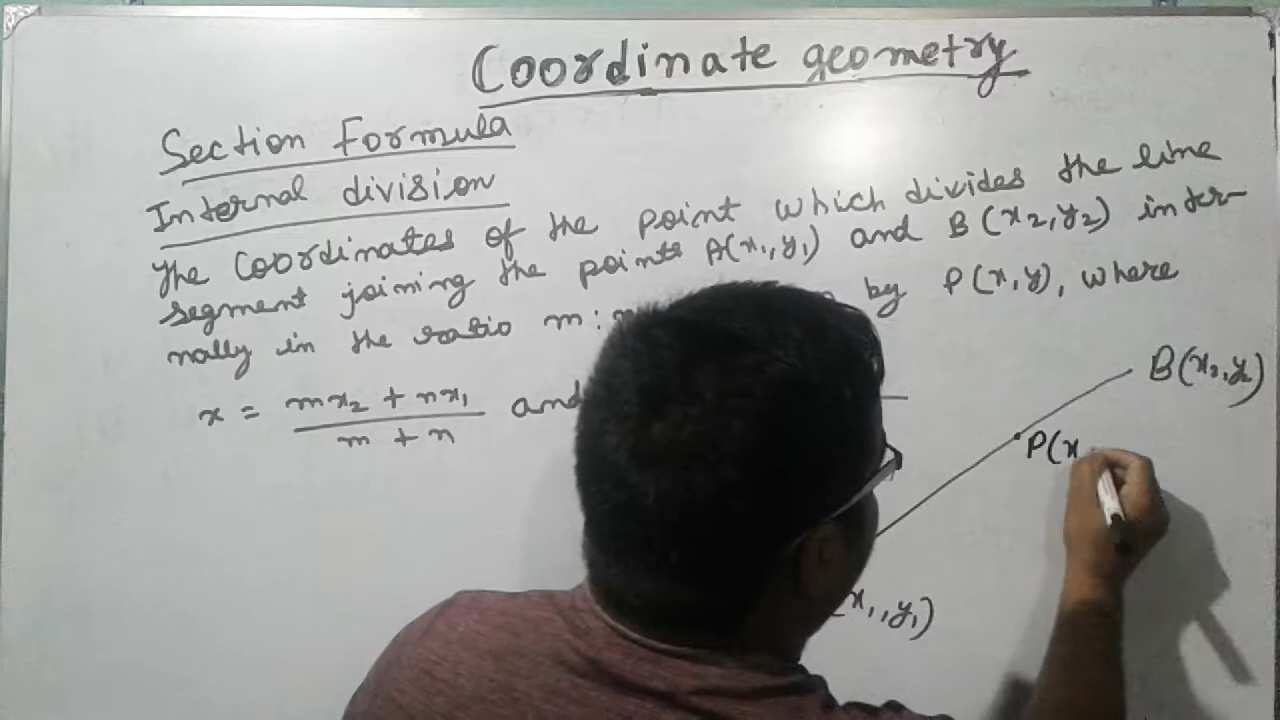 Coordinate geometry
Section Formula
Internal division
The Coordinates of the point which divides the line
segment joining the points A(x₁,y₁) and B(x₂,y₂) inter-
nally in the ratio m: by P(x,y), where
x = mx₂ + nx₁ / m + n and
B(x₂,y₂)
P(x
x₁,y₁)